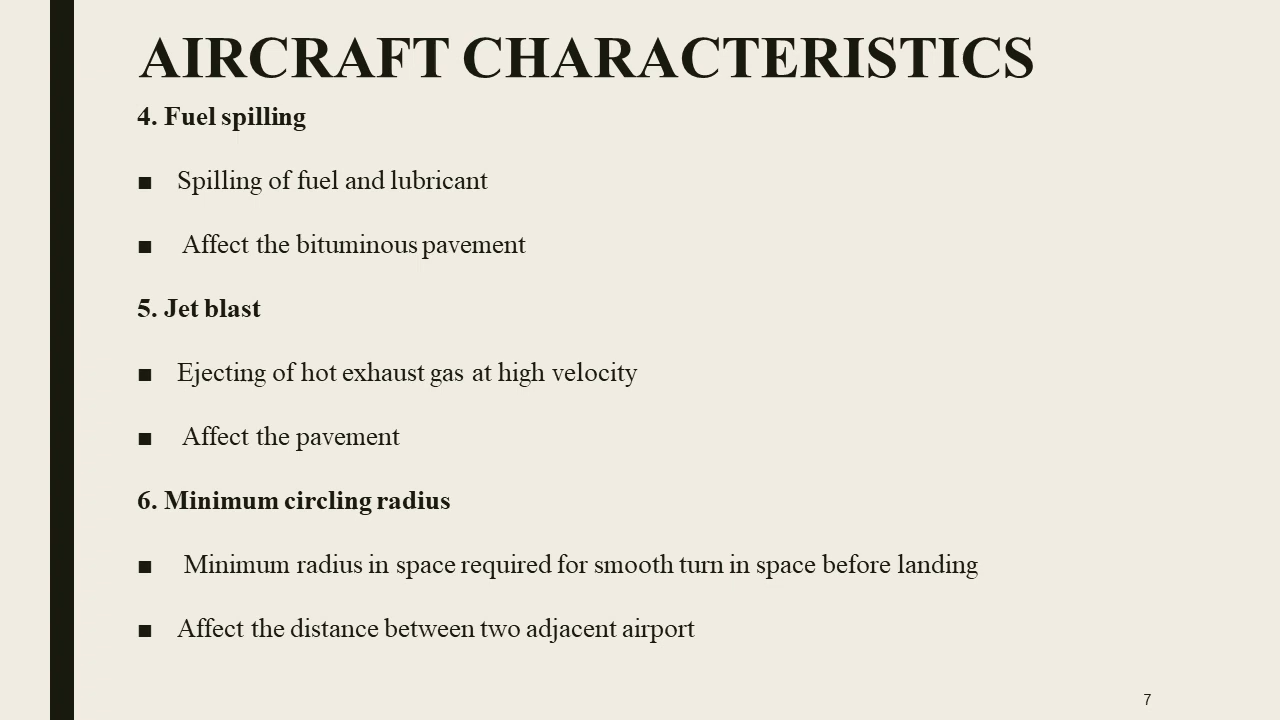 AIRCRAFT CHARACTERISTICS
4. Fuel spilling
■ Spilling of fuel and lubricant
■ Affect the bituminous pavement
5. Jet blast
■ Ejecting of hot exhaust gas at high velocity
■ Affect the pavement
6. Minimum circling radius
■ Minimum radius in space required for smooth turn in space before landing
■ Affect the distance between two adjacent airport
7